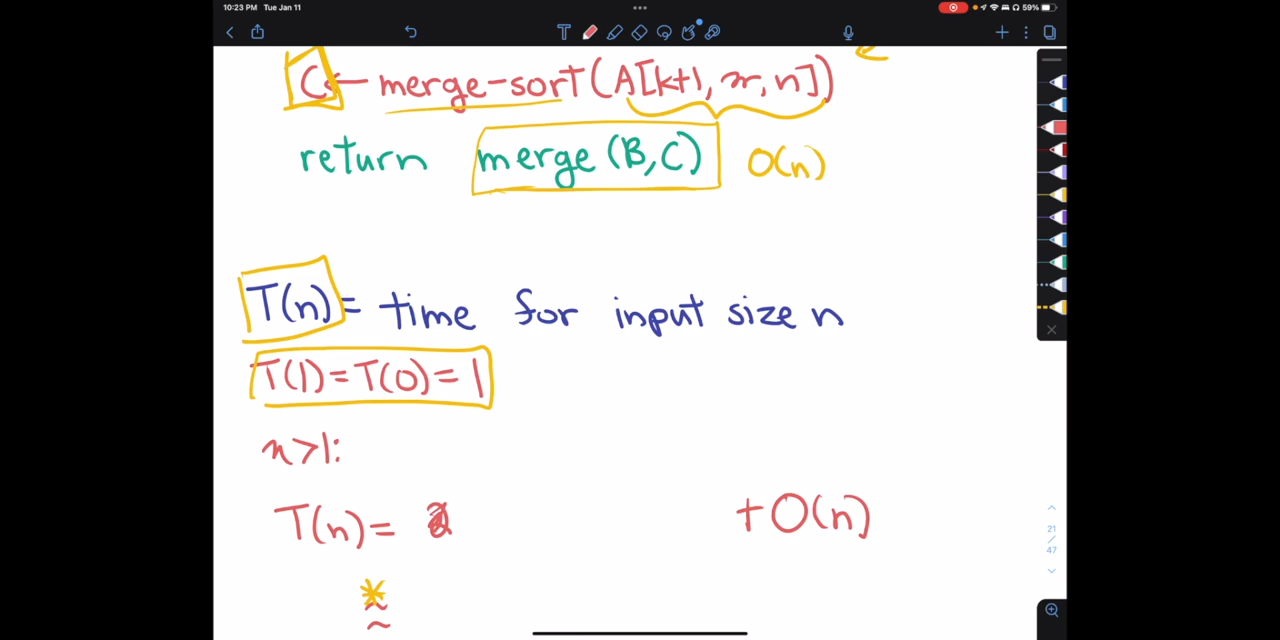 10:23 PM Tue Jan 11
59%
C ← merge-sort (A[k+1, n, n])
return merge (B,C) O(n)
T(n) = time for input size n
T(1)=T(0)=1
n>1:
T(n)= + O(n)
*
~
~
21
/
47